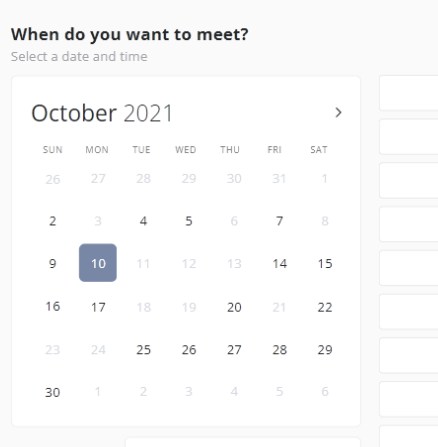 When do you want to meet?
Select a date and time
October 2021
SUN MON TUE WED THU FRI SAT
26 27 28 29 30 31 1
2 3 4 5 6 7 8
9 10 11 12 13 14 15
16 17 18 19 20 21 22
23 24 25 26 27 28 29
30 1 2 3 4 5 6